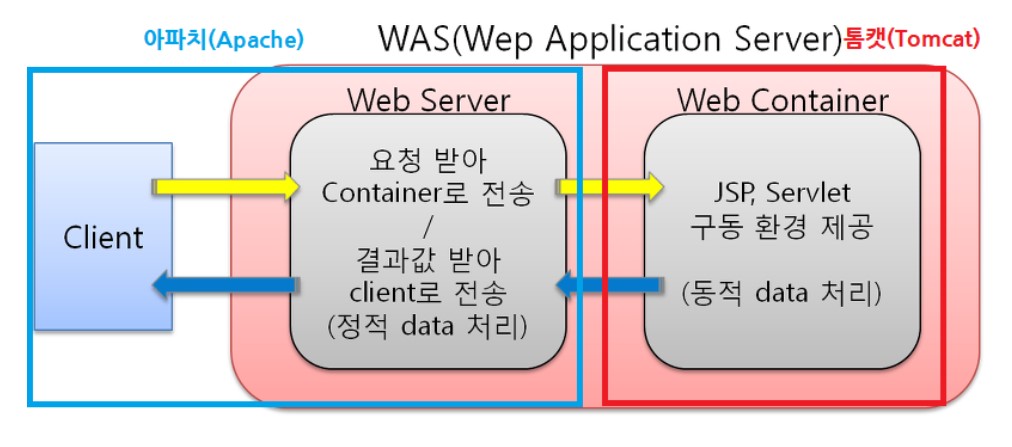 아파치(Apache)
WAS(Wep Application Server)
톰캣(Tomcat)
Web Server
Web Container
Client
요청 받아
Container로 전송
/
결과값 받아
client로 전송
(정적 data 처리)
JSP, Servlet
구동 환경 제공
(동적 data 처리)